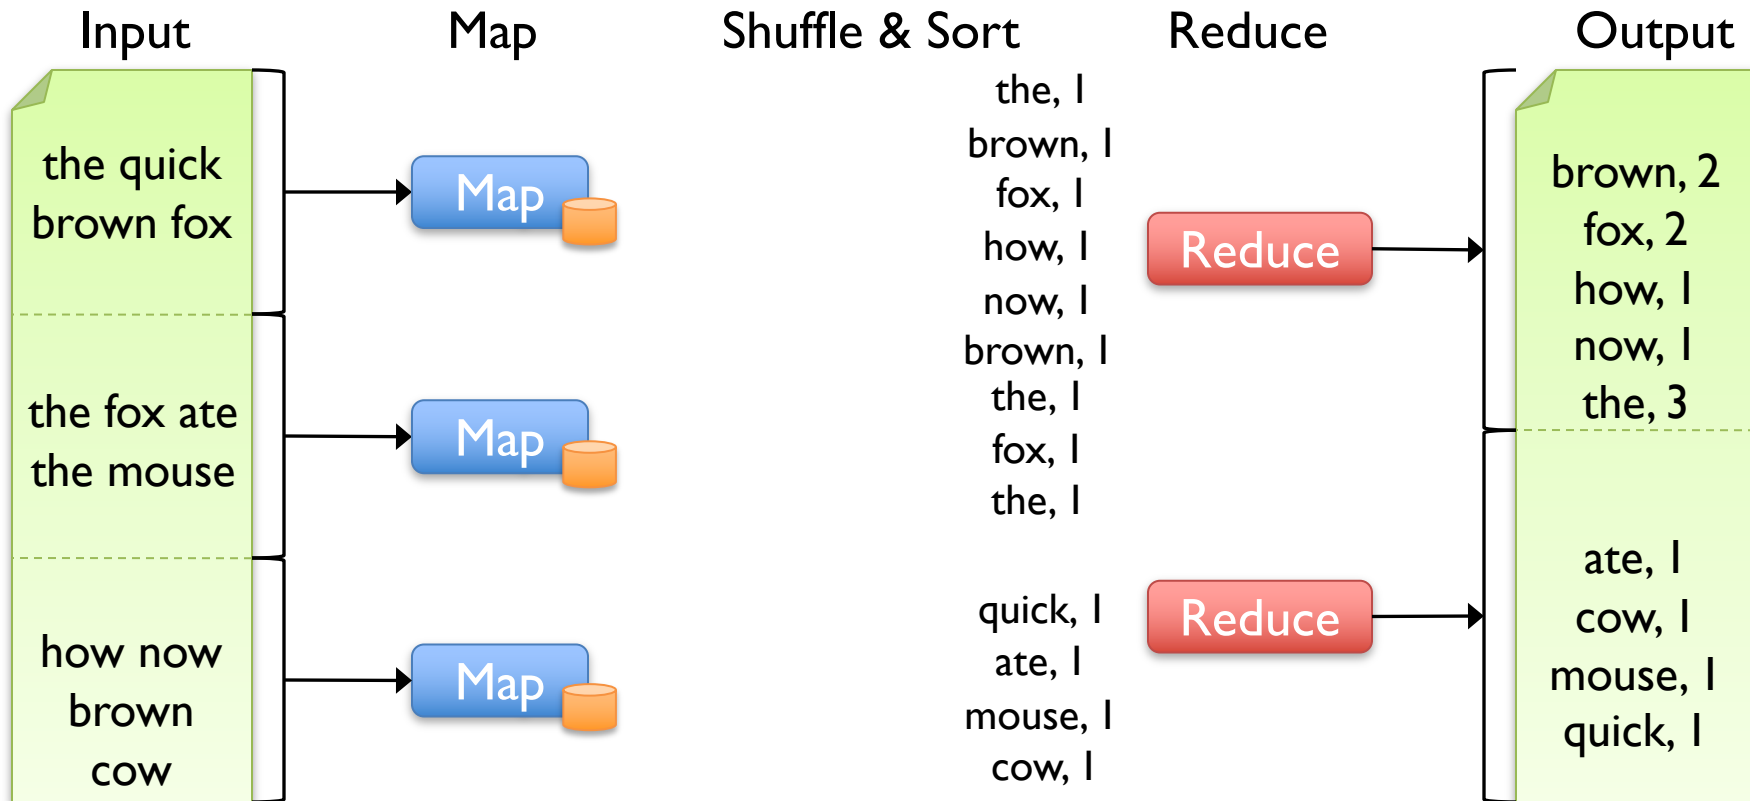 Input
Map
Shuffle & Sort
Reduce
Output
the quick
brown fox
the fox ate
the mouse
how now
brown
cow
Map
Map
Map
the, 1
brown, 1
fox, 1
how, 1
now, 1
brown, 1
the, 1
fox, 1
the, 1
quick, 1
ate, 1
mouse, 1
cow, 1
Reduce
Reduce
brown, 2
fox, 2
how, 1
now, 1
the, 3
ate, 1
cow, 1
mouse, 1
quick, 1